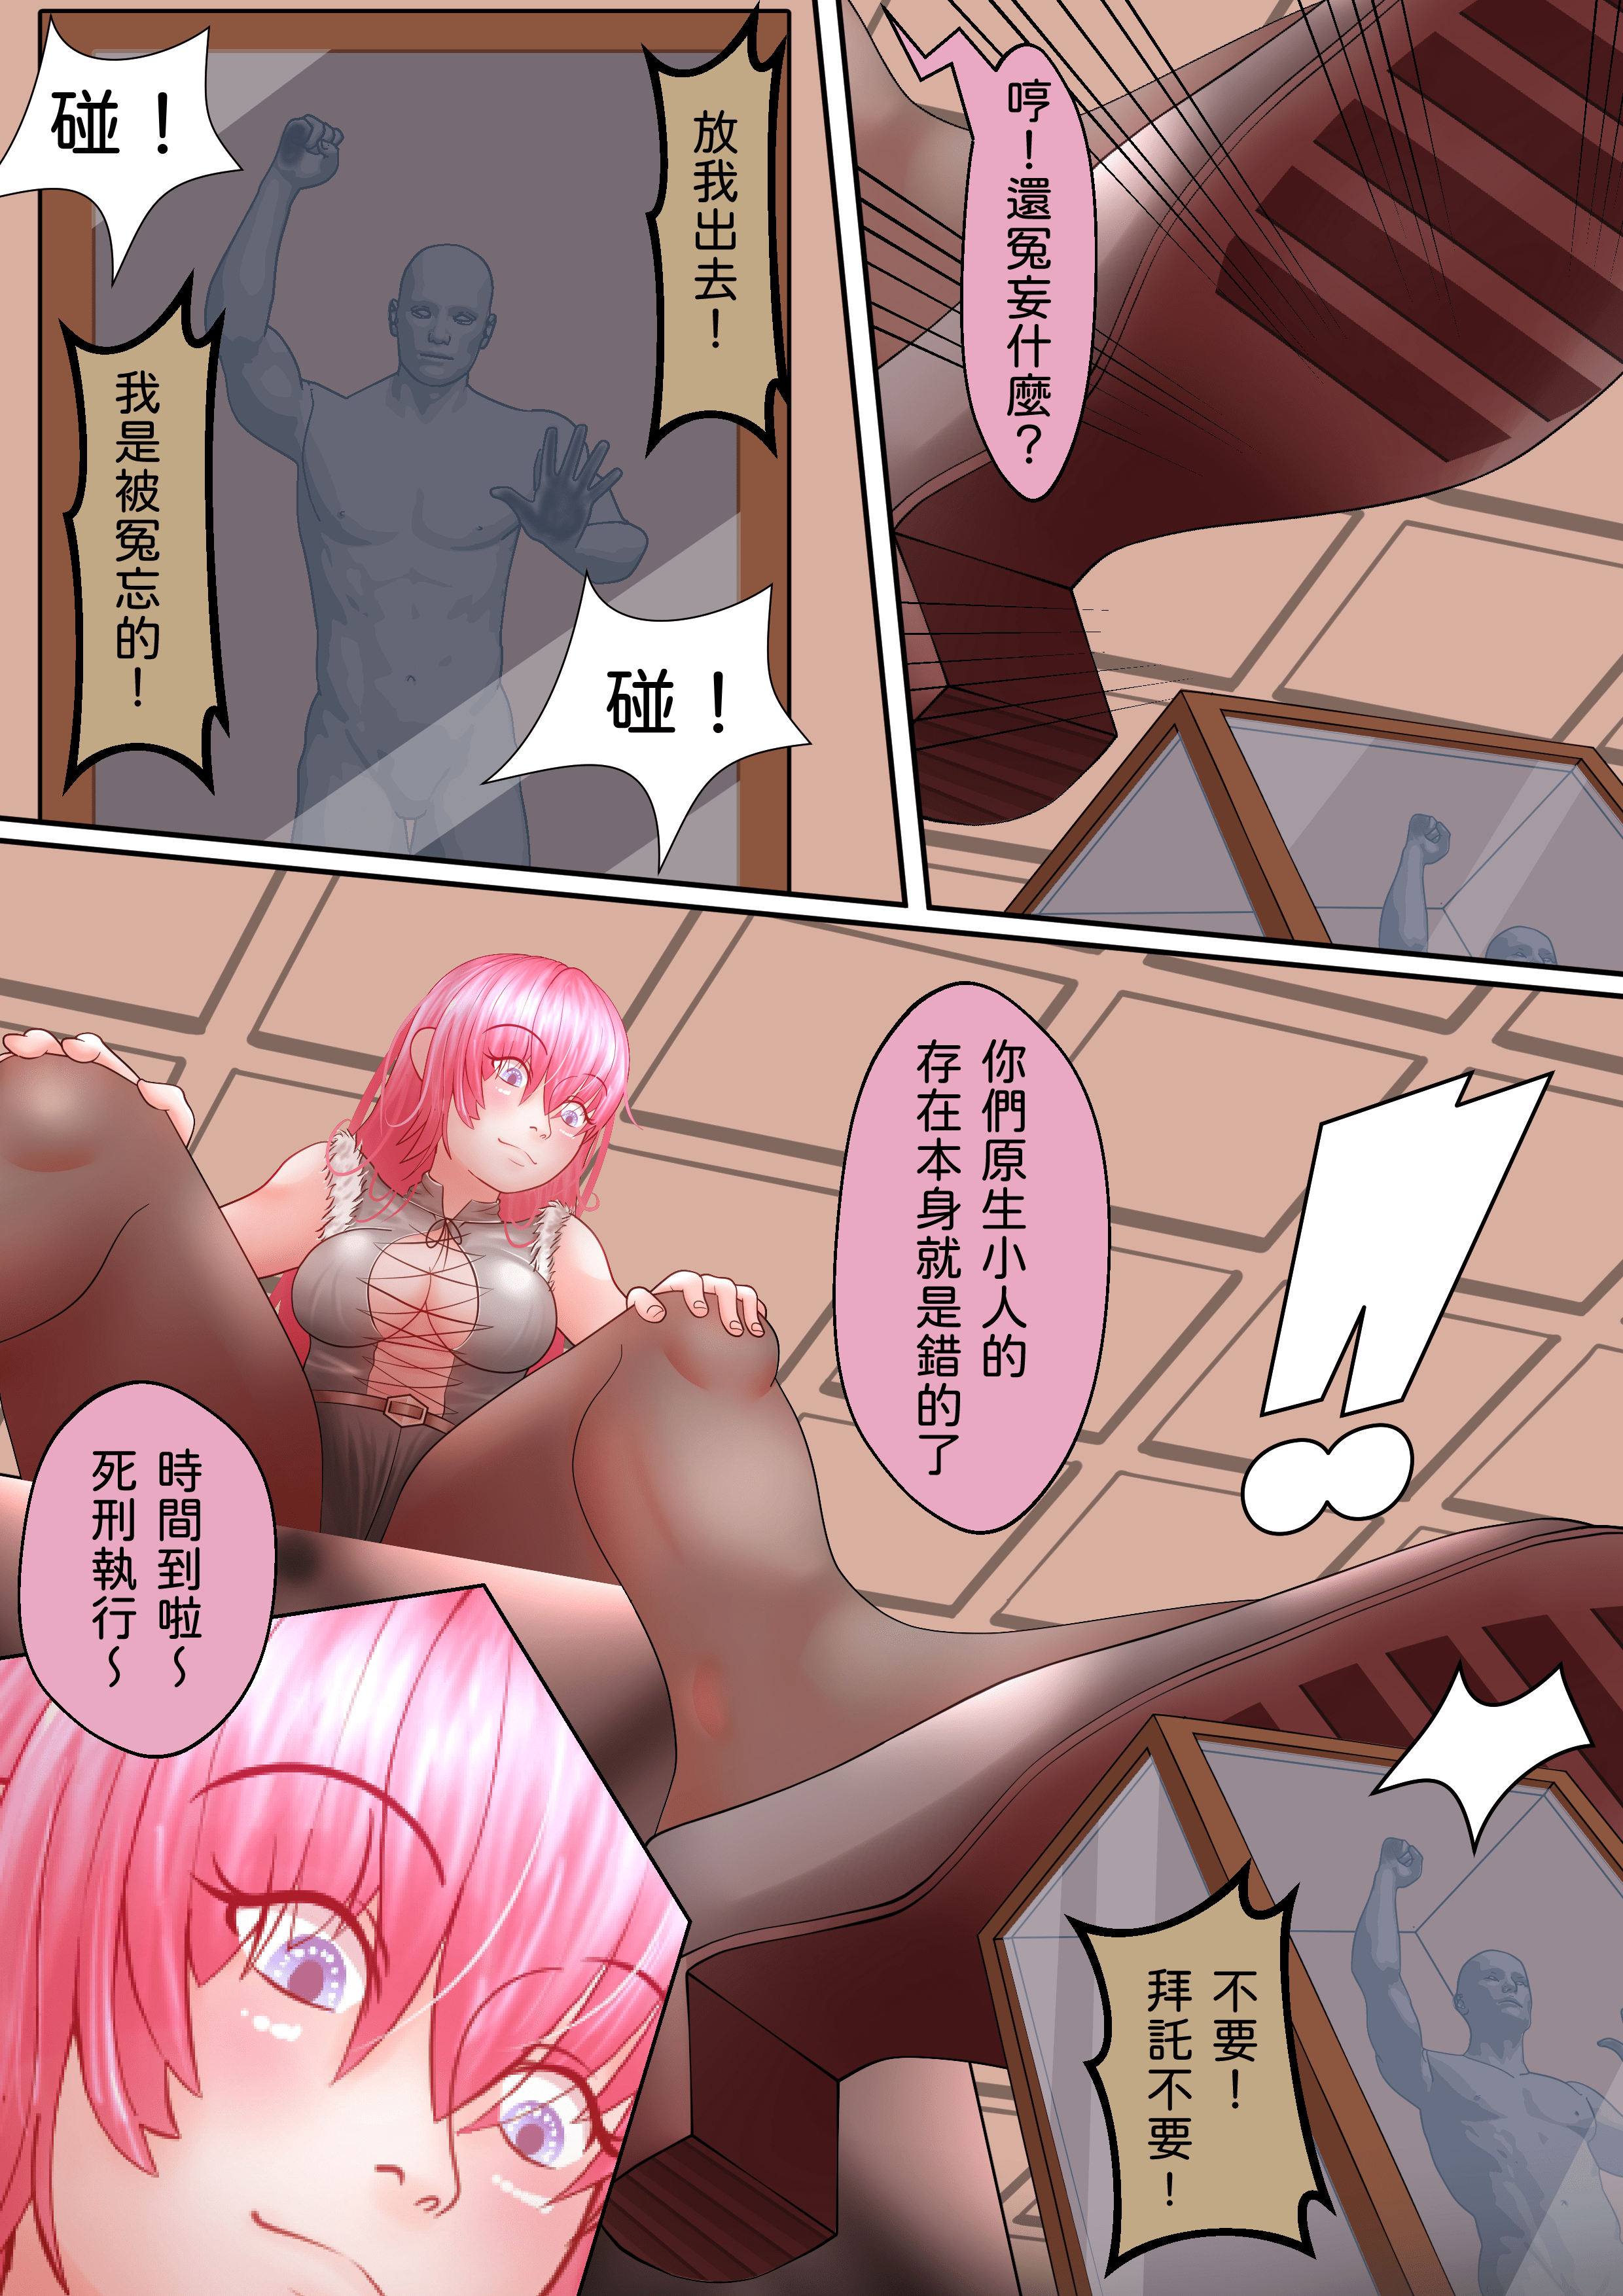 哼！還冤妄什麼？
放我出去！
碰！
我是被冤忘的！
碰！
你們原生小人的
存在本身就是錯的了
時間到啦～
死刑執行～
不要！
拜託不要！